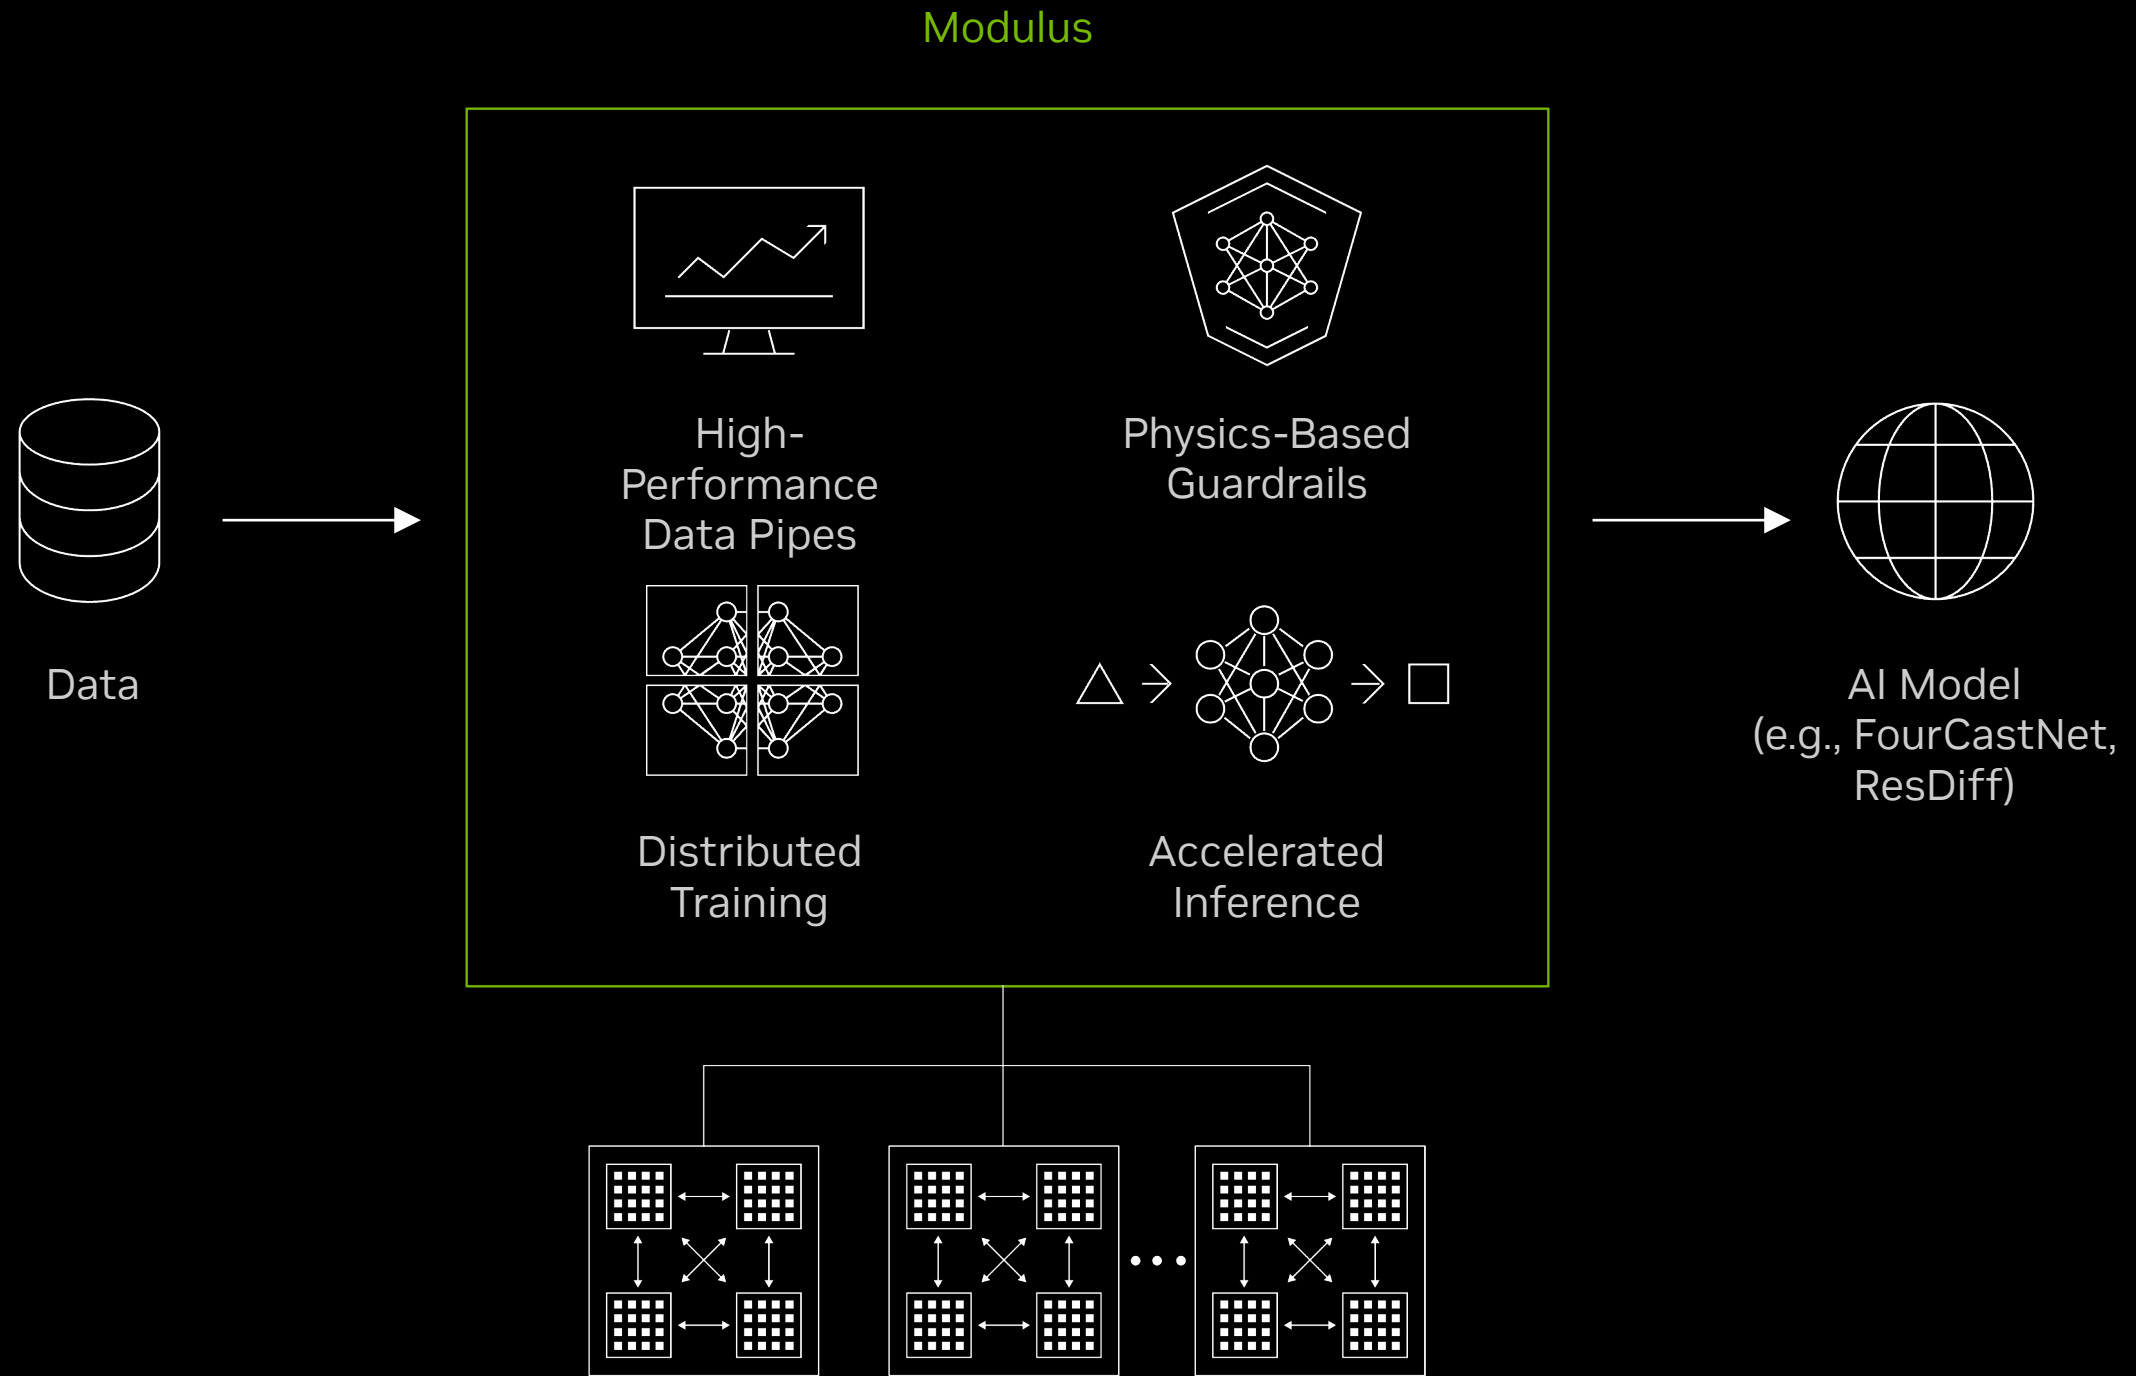 Modulus
Data
High-
Performance
Data Pipes
Physics-Based
Guardrails
Distributed
Training
Accelerated
Inference
AI Model
(e.g., FourCastNet,
ResDiff)